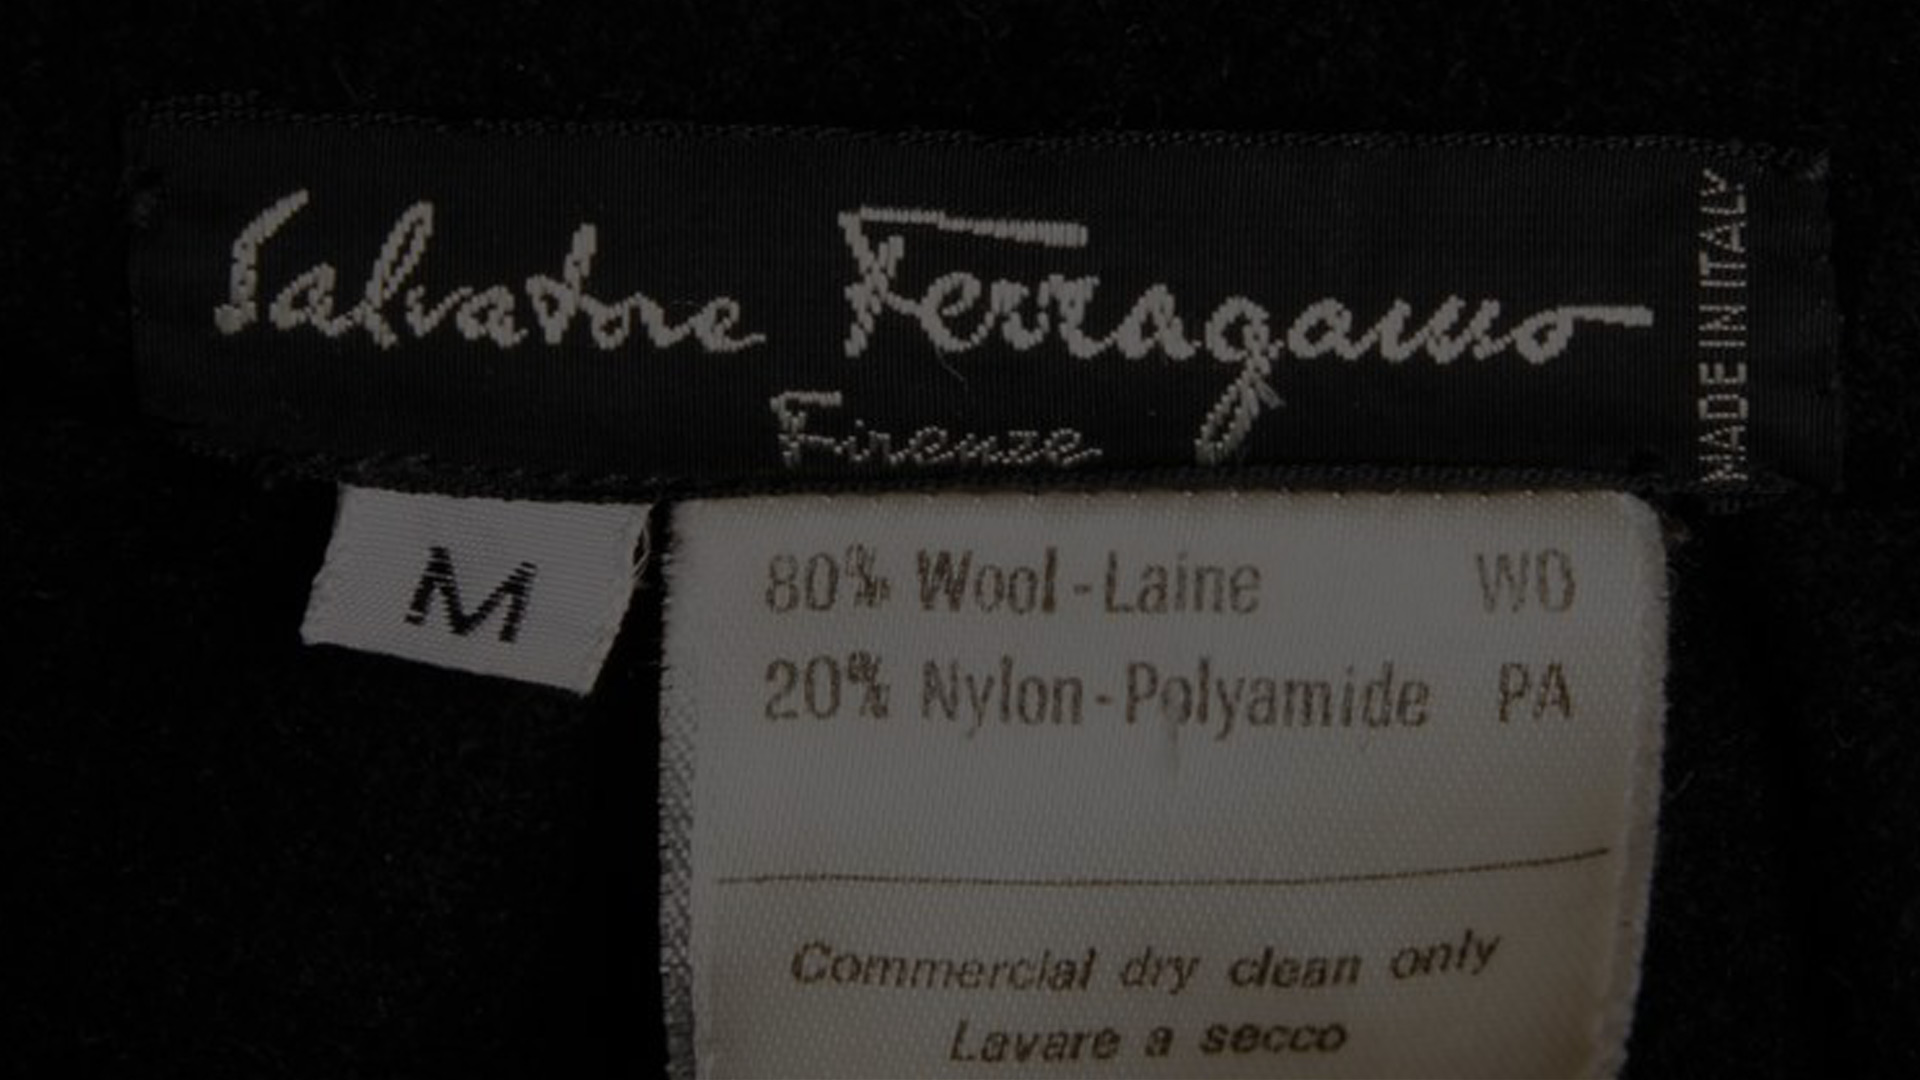 Salvatore Ferragamo
Firenze
MADE IN ITALY
M
80% Wool-Laine WO
20% Nylon-Polyamide PA
Commercial dry clean only
Lavare a secco